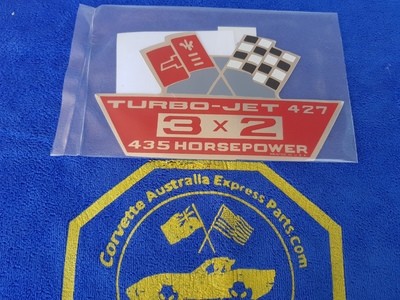 TURBO-JET 427
3 x 2
435 HORSEPOWER
Corvette Australia Express Parts.com